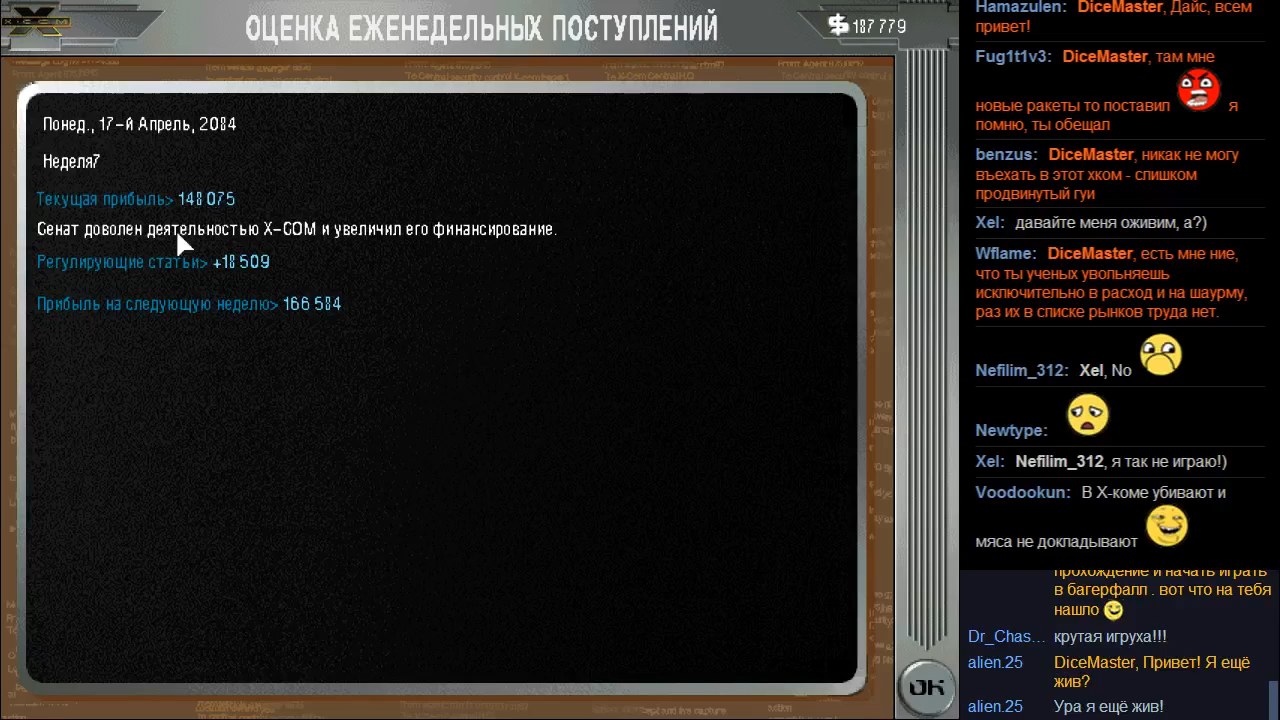 X-COM
ОЦЕНКА ЕЖЕНЕДЕЛЬНЫХ ПОСТУПЛЕНИЙ
$ 187 779
Понед., 17-й Апрель, 2084
Неделя7
Текущая прибыль> 148 075
Сенат доволен деятельностью X-COM и увеличил его финансирование.
Регулирующие статьи> +18 509
Прибыль на следующую неделю> 166 584
OK
Hamazulen: DiceMaster, Дайс, всем
привет!
Fug1t1v3: DiceMaster, там мне
новые ракеты то поставил я
помню, ты обещал
benzus: DiceMaster, никак не могу
въехать в этот хком - слишком
продвинутый гуи
Xel: давайте меня оживим, а?)
Wflame: DiceMaster, есть мне ние,
что ты ученых увольняешь
исключительно в расход и на шаурму,
раз их в списке рынков труда нет.
Nefilim_312: Xel, No
Newtype:
Xel: Nefilim_312, я так не играю!)
Voodookun: В Х-коме убивают и
мяса не докладывают
прохождение и начать играть
в багерфалл . вот что на тебя
нашло
Dr_Chas... крутая игруха!!!
alien.25 DiceMaster, Привет! Я ещё
жив?
alien.25 Ура я ещё жив!